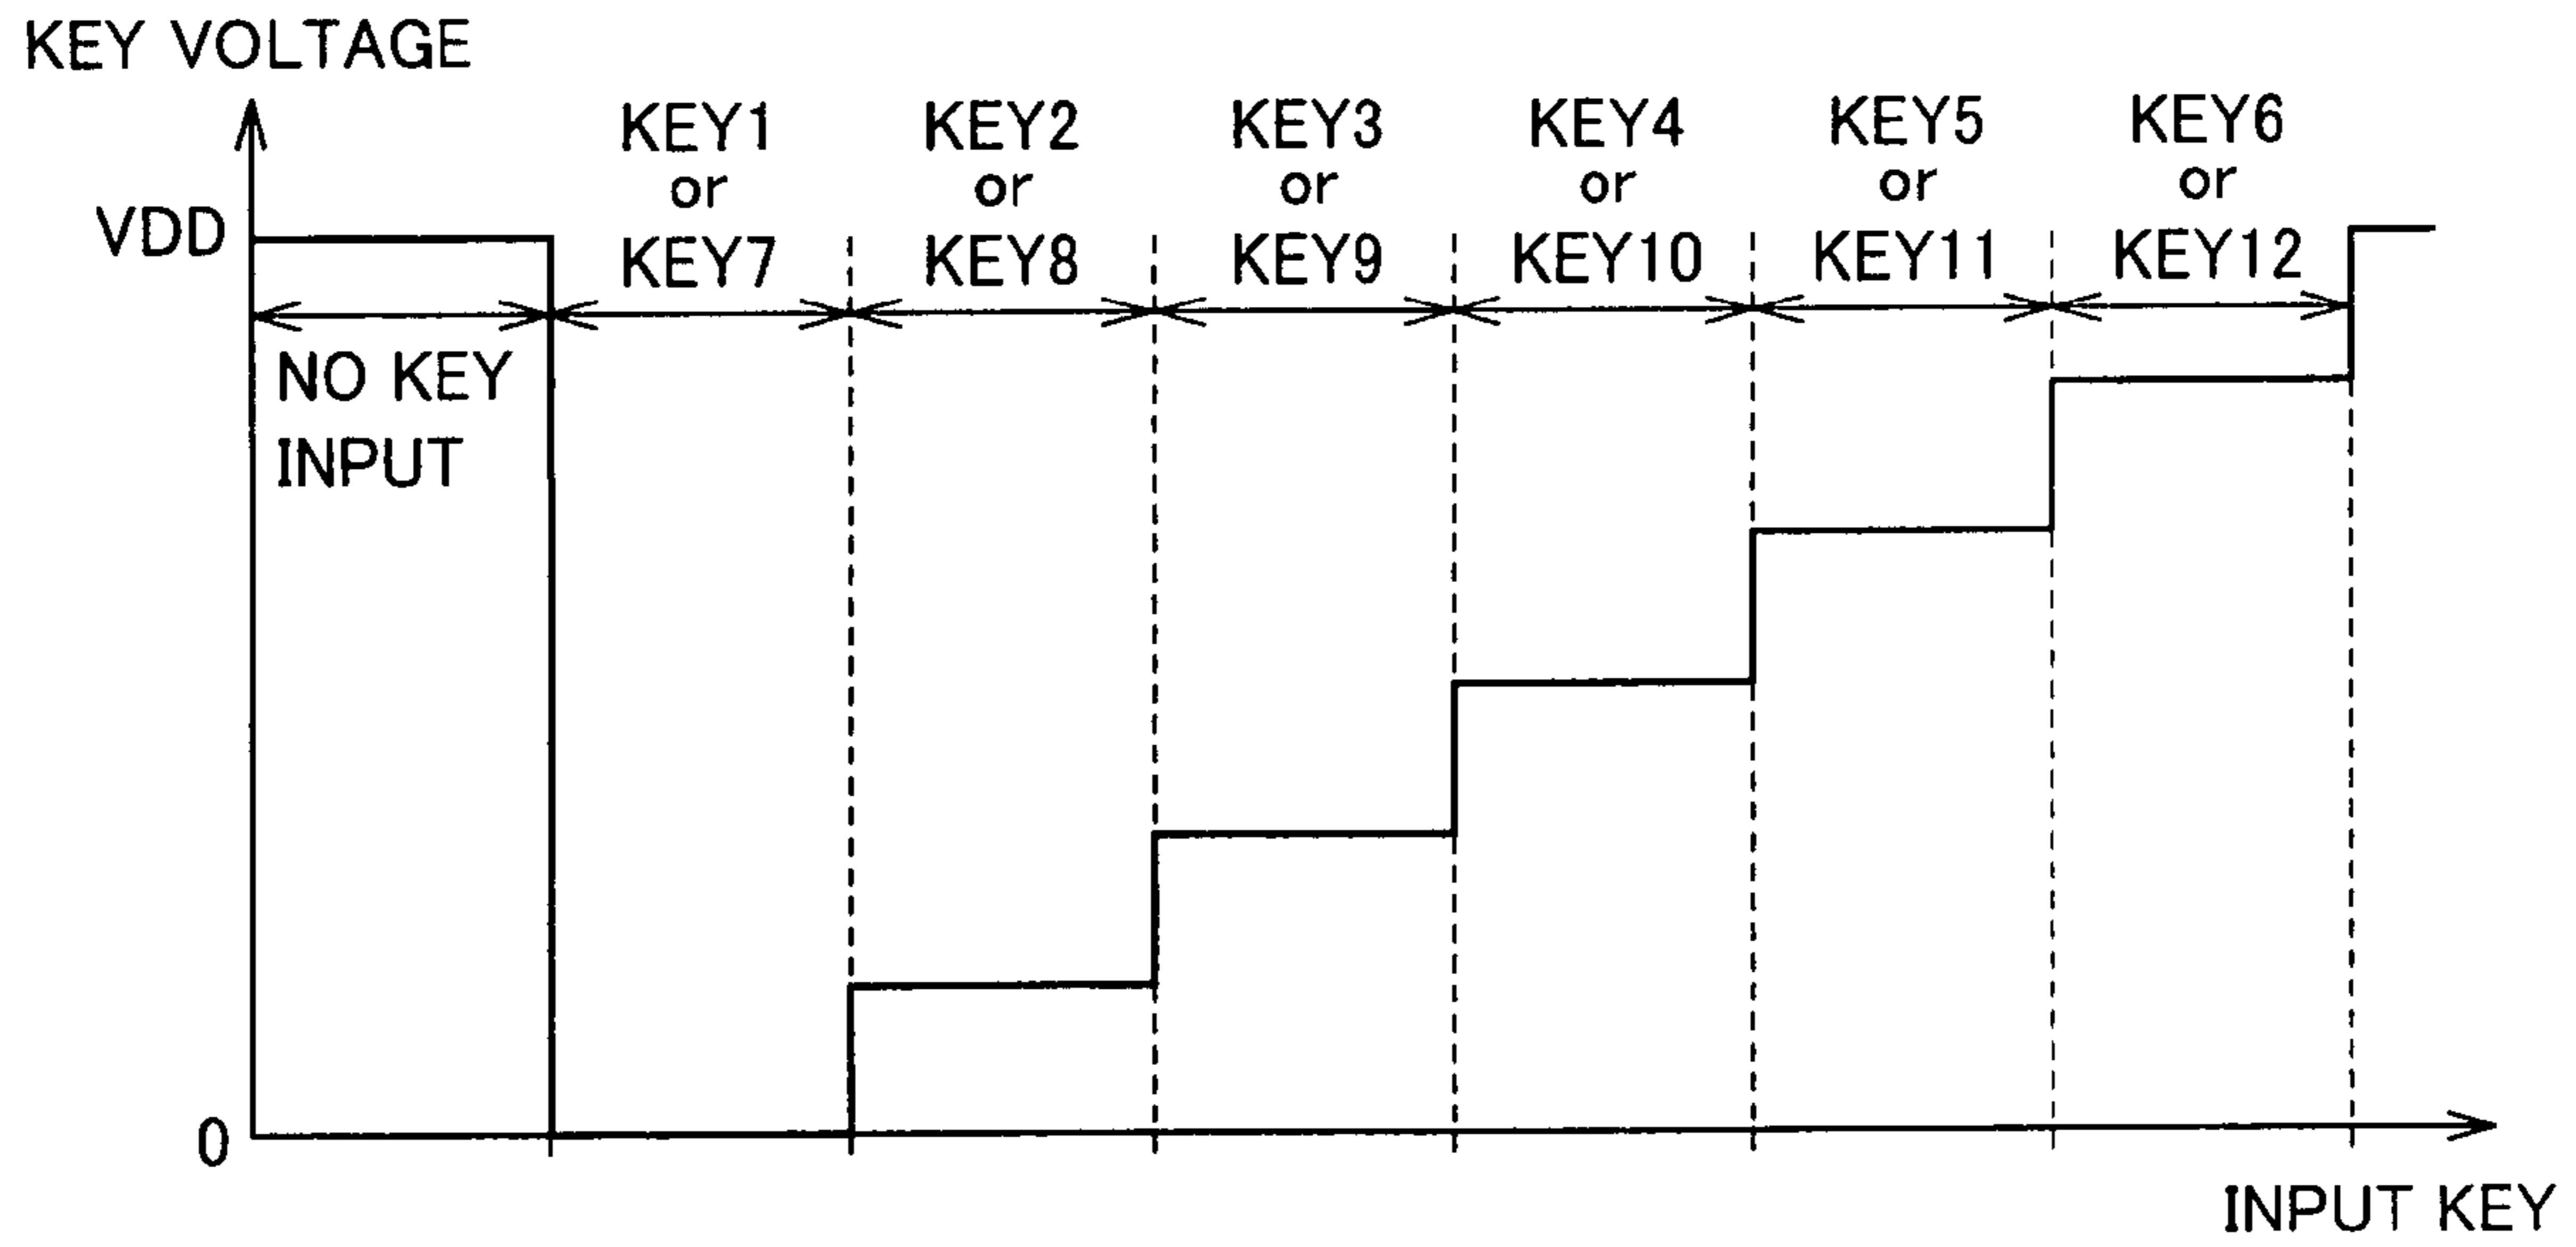 KEY VOLTAGE
VDD
KEY1
or
KEY7
KEY2
or
KEY8
KEY3
or
KEY9
KEY4
or
KEY10
KEY5
or
KEY11
KEY6
or
KEY12
NO KEY
INPUT
0
INPUT KEY